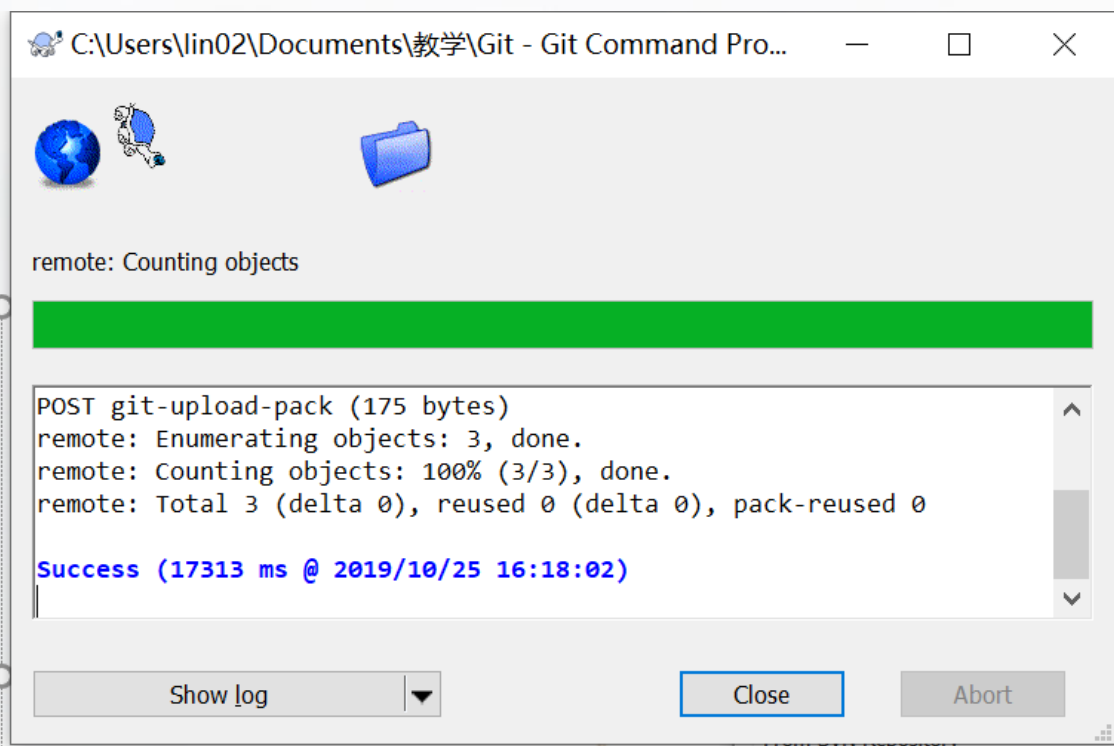 C:\Users\lin02\Documents\教学\Git - Git Command Pro...
remote: Counting objects
POST git-upload-pack (175 bytes)
remote: Enumerating objects: 3, done.
remote: Counting objects: 100% (3/3), done.
remote: Total 3 (delta 0), reused 0 (delta 0), pack-reused 0
Success (17313 ms @ 2019/10/25 16:18:02)
Show log
Close
Abort